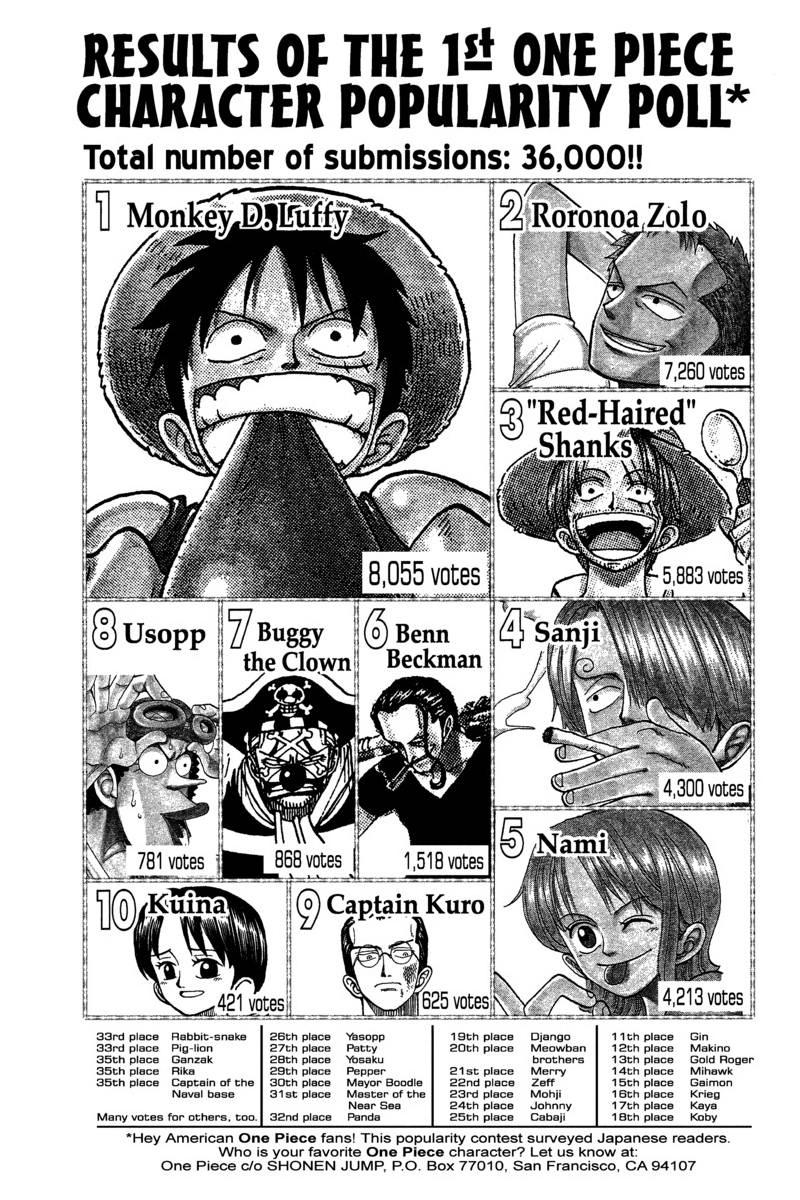 RESULTS OF THE 1st ONE PIECE
CHARACTER POPULARITY POLL*
Total number of submissions: 36,000!!
1 Monkey D. Luffy
8,055 votes
2 Roronoa Zolo
7,260 votes
3 "Red-Haired"
Shanks
5,883 votes
4 Sanji
4,300 votes
5 Nami
4,213 votes
6 Benn
Beckman
1,518 votes
7 Buggy
the Clown
868 votes
8 Usopp
781 votes
9 Captain Kuro
625 votes
10 Kuina
421 votes
11th place Gin
12th place Makino
13th place Gold Roger
14th place Mihawk
15th place Gaimon
16th place Krieg
17th place Kaya
18th place Koby
19th place Django
20th place Meowban
brothers
21st place Merry
22nd place Zeff
23rd place Mohji
24th place Johnny
25th place Cabaji
26th place Yasopp
27th place Patty
28th place Yosaku
29th place Pepper
30th place Mayor Boodle
31st place Master of the
Near Sea
32nd place Panda
33rd place Rabbit-snake
33rd place Pig-lion
35th place Ganzak
35th place Rika
35th place Captain of the
Naval base
Many votes for others, too.
*Hey American One Piece fans! This popularity contest surveyed Japanese readers.
Who is your favorite One Piece character? Let us know at:
One Piece c/o SHONEN JUMP, P.O. Box 77010, San Francisco, CA 94107